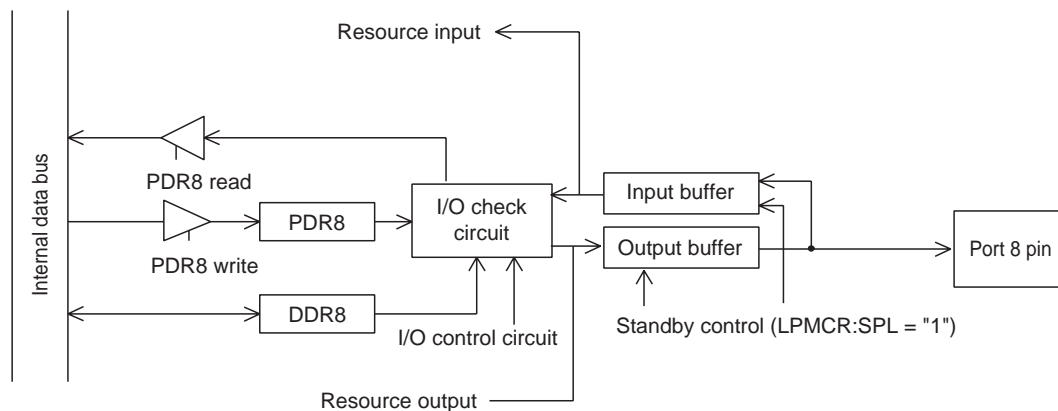 Resource input
Internal data bus
PDR8 read
PDR8
PDR8 write
I/O check
circuit
Input buffer
Output buffer
Port 8 pin
DDR8
I/O control circuit
Standby control (LPMCR:SPL = "1")
Resource output